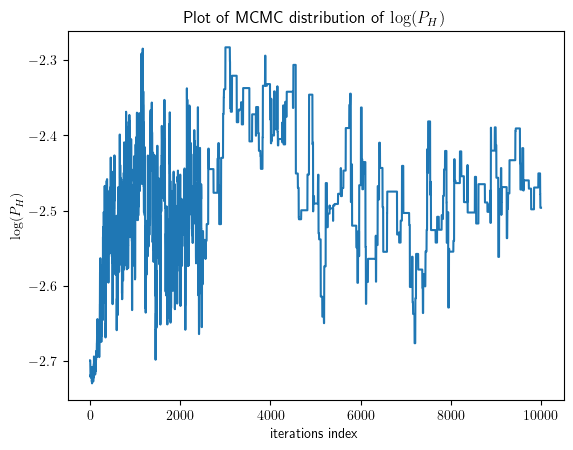 Plot of MCMC distribution of log(P_H)
log(P_H)
−2.3
−2.4
−2.5
−2.6
−2.7
0 2000 4000 6000 8000 10000
iterations index